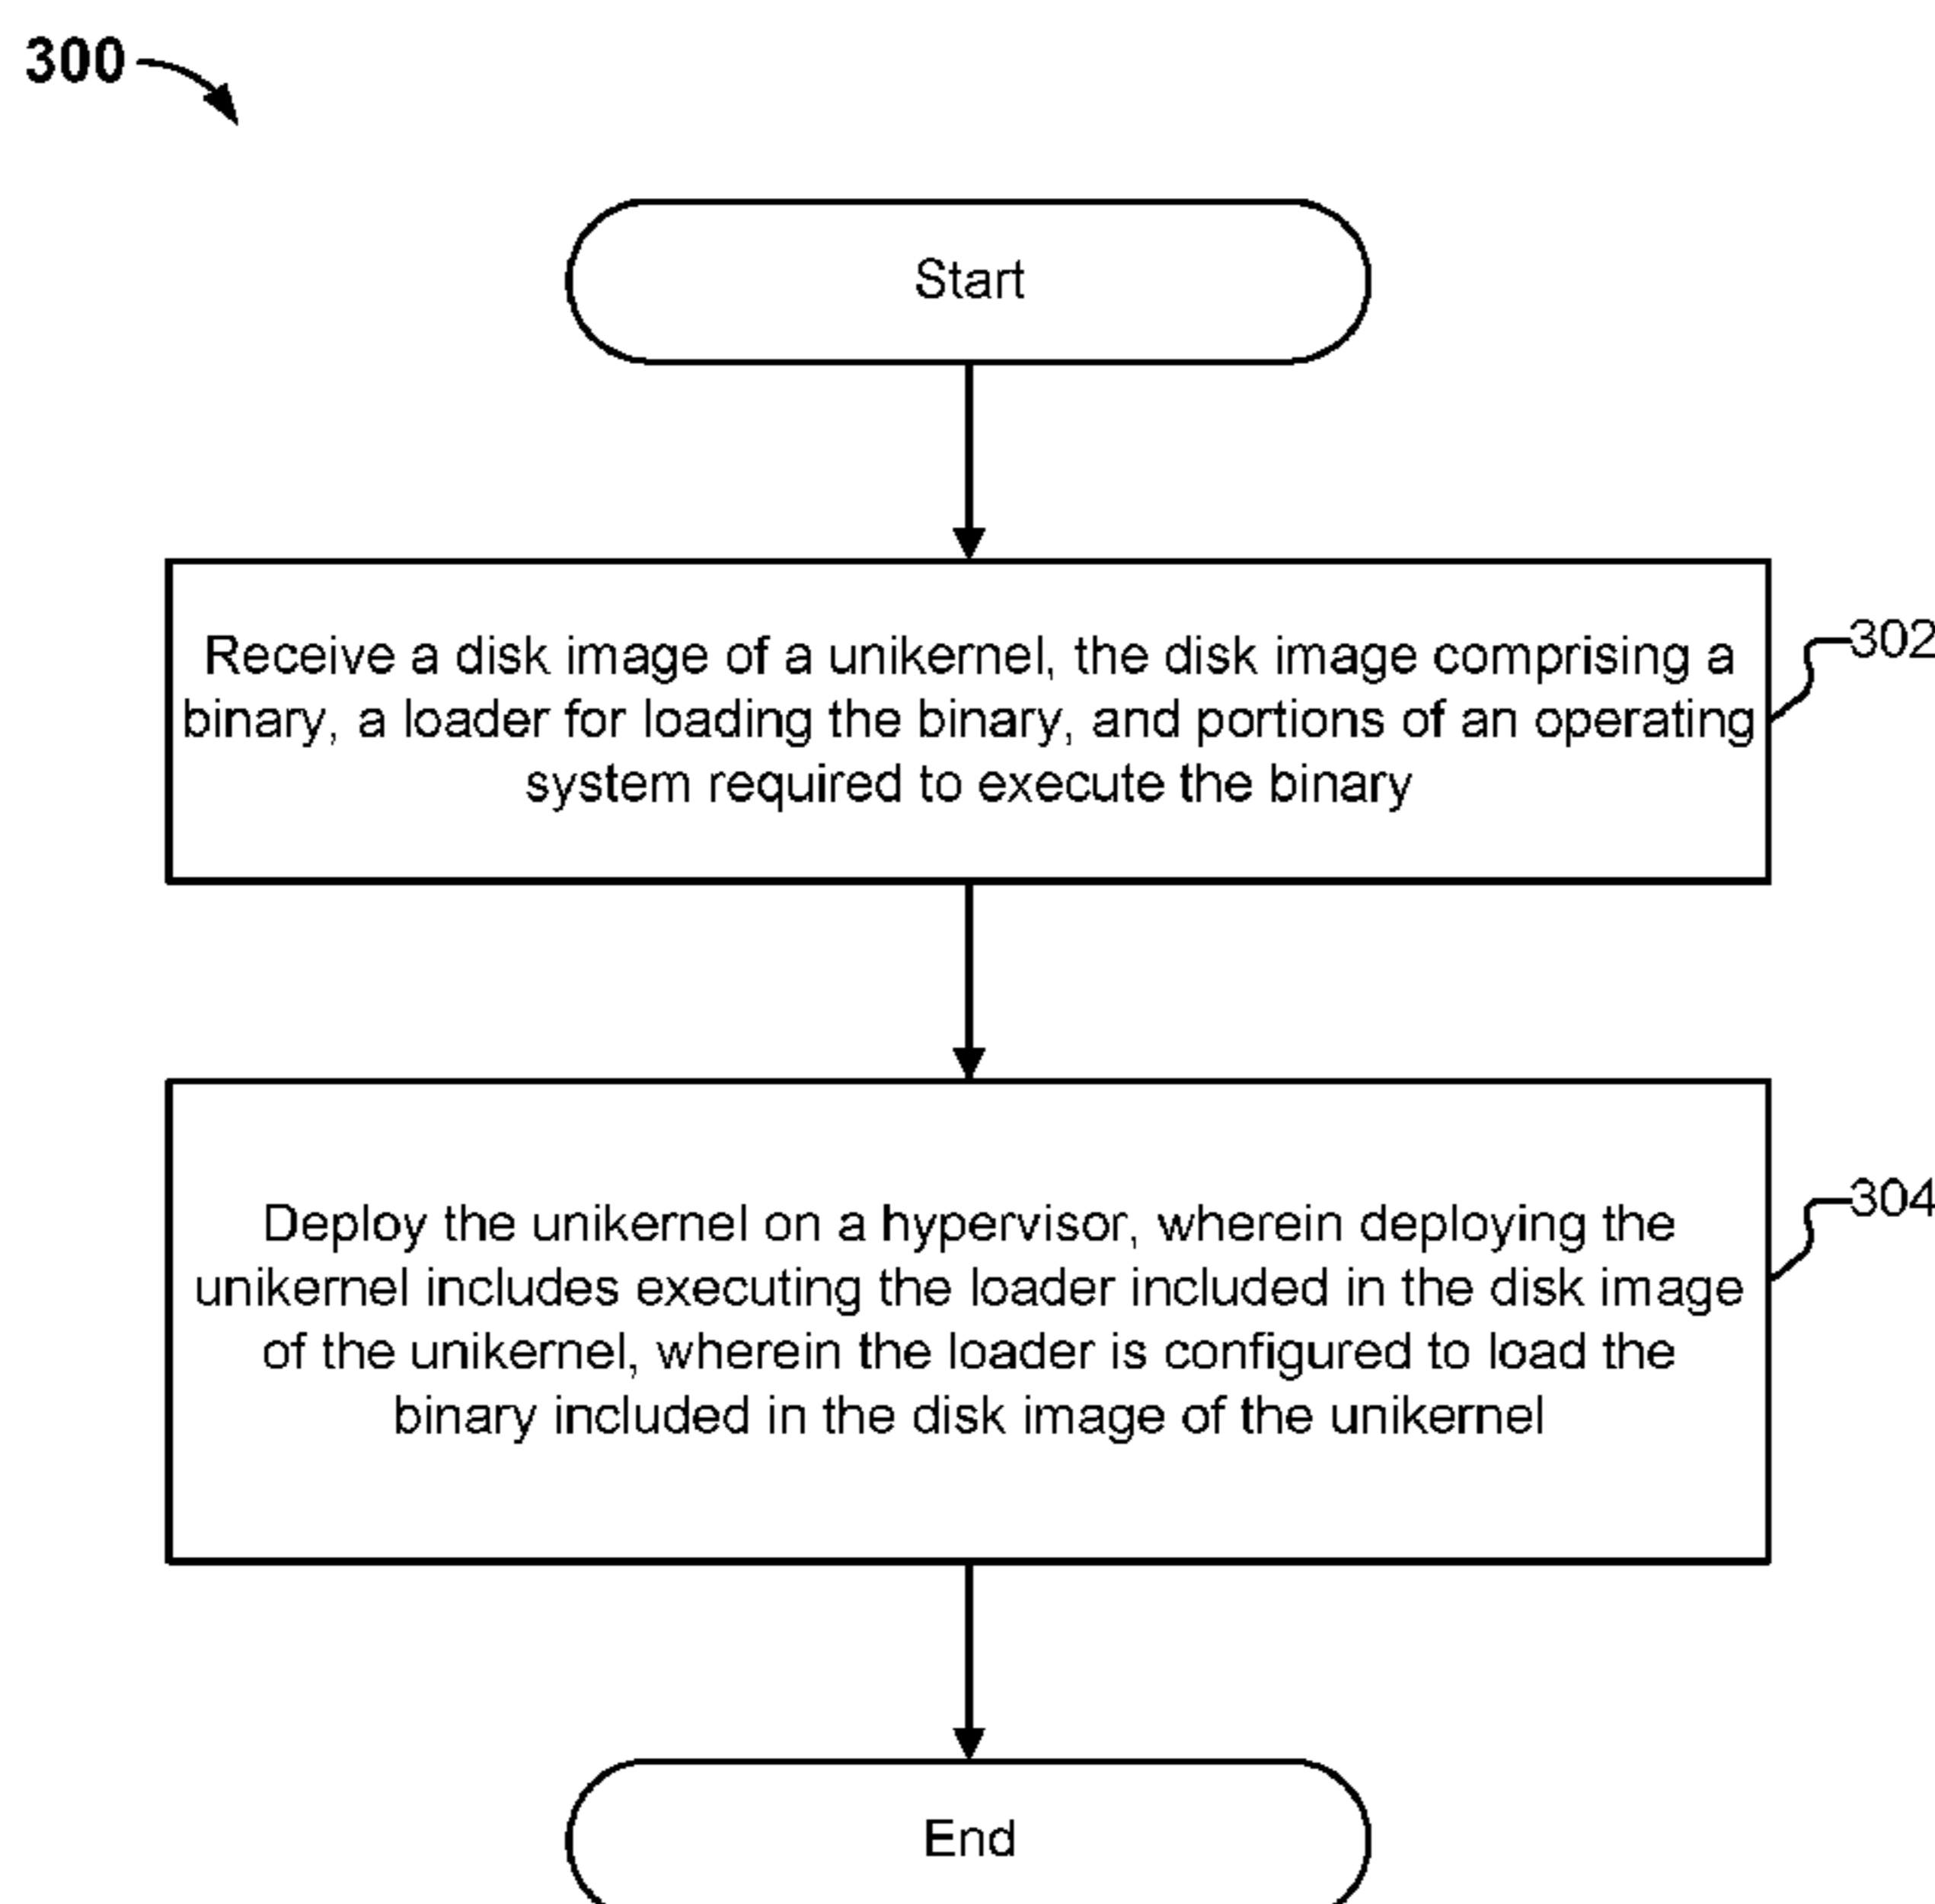 300
Start
Receive a disk image of a unikernel, the disk image comprising a
binary, a loader for loading the binary, and portions of an operating
system required to execute the binary
302
Deploy the unikernel on a hypervisor, wherein deploying the
unikernel includes executing the loader included in the disk image
of the unikernel, wherein the loader is configured to load the
binary included in the disk image of the unikernel
304
End